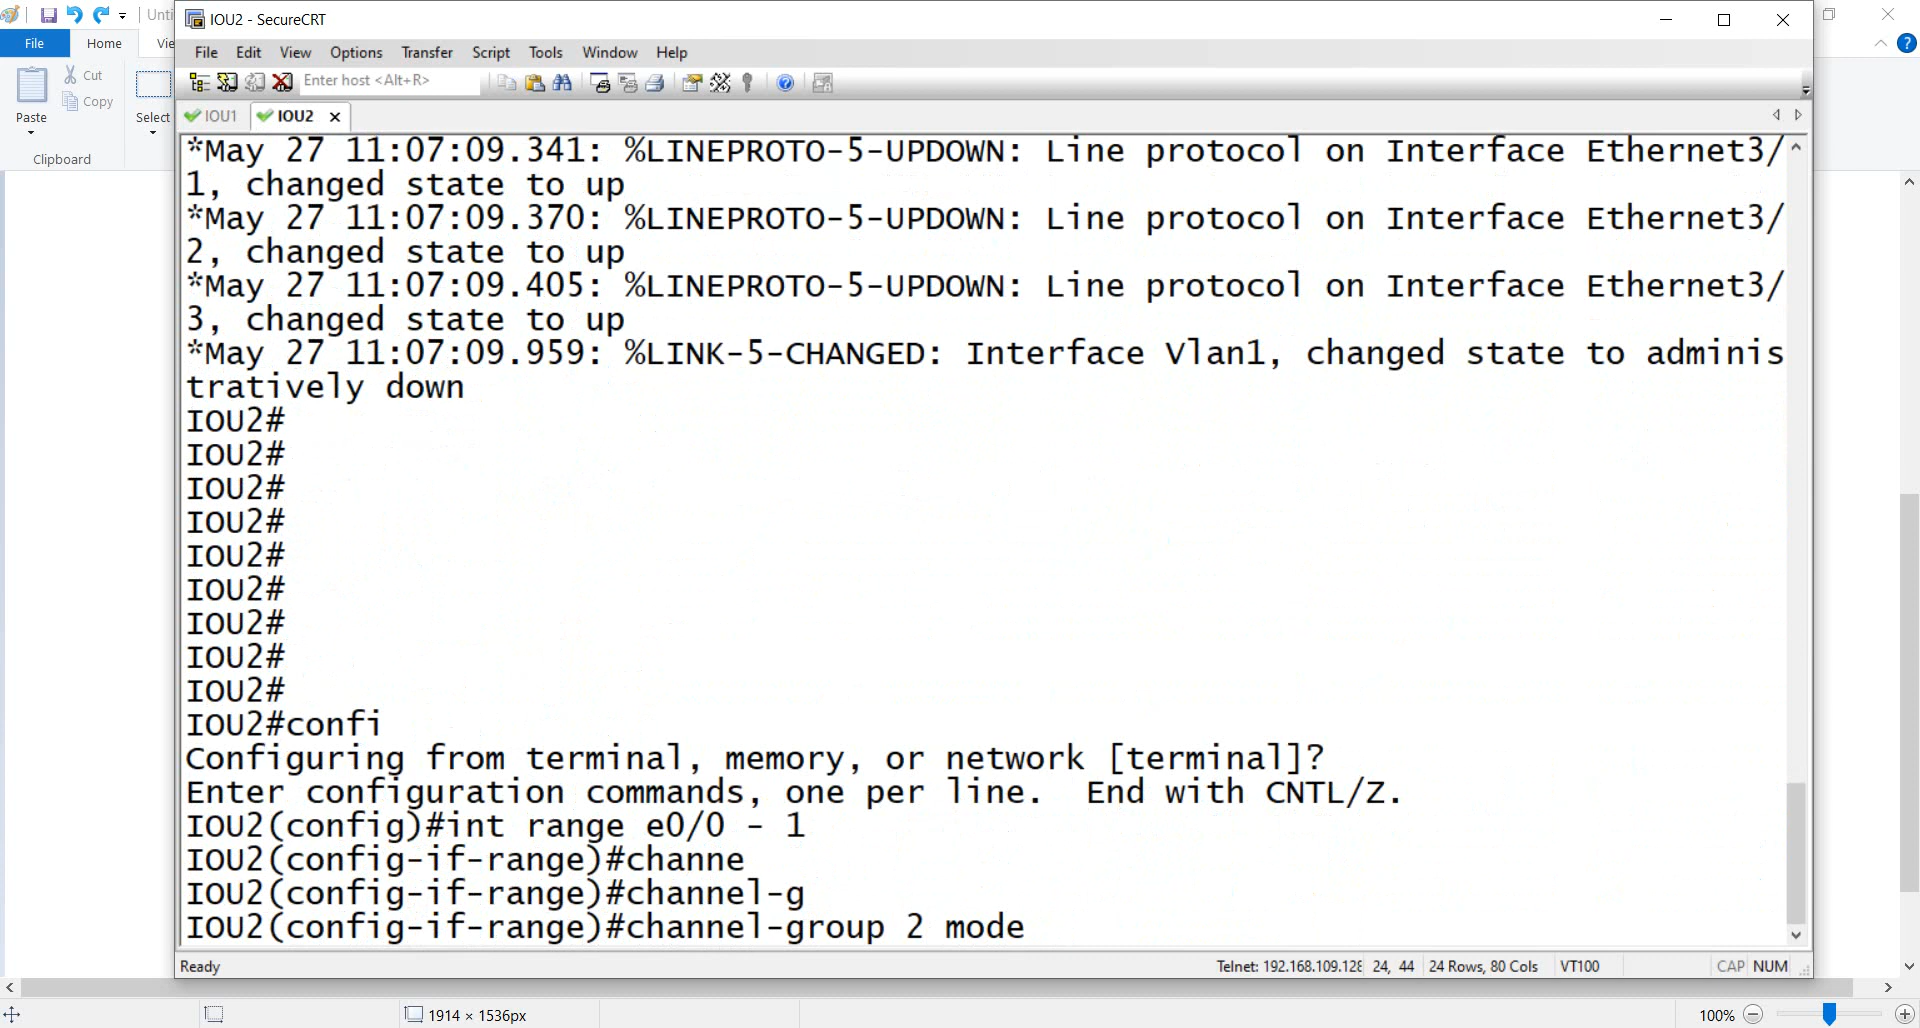 Unti
IOU2 - SecureCRT
File Home Vie
File Edit View Options Transfer Script Tools Window Help
Cut
Copy
Paste
Select
Clipboard
Enter host <Alt+R>
IOU1 IOU2
*May 27 11:07:09.341: %LINEPROTO-5-UPDOWN: Line protocol on Interface Ethernet3/
1, changed state to up
*May 27 11:07:09.370: %LINEPROTO-5-UPDOWN: Line protocol on Interface Ethernet3/
2, changed state to up
*May 27 11:07:09.405: %LINEPROTO-5-UPDOWN: Line protocol on Interface Ethernet3/
3, changed state to up
*May 27 11:07:09.959: %LINK-5-CHANGED: Interface Vlan1, changed state to adminis
tratively down
IOU2#
IOU2#
IOU2#
IOU2#
IOU2#
IOU2#
IOU2#
IOU2#
IOU2#
IOU2#confi
Configuring from terminal, memory, or network [terminal]?
Enter configuration commands, one per line.  End with CNTL/Z.
IOU2(config)#int range e0/0 - 1
IOU2(config-if-range)#channe
IOU2(config-if-range)#channel-g
IOU2(config-if-range)#channel-group 2 mode
Ready Telnet: 192.168.109.128 24, 44 24 Rows, 80 Cols VT100 CAP NUM
1914 × 1536px 100%